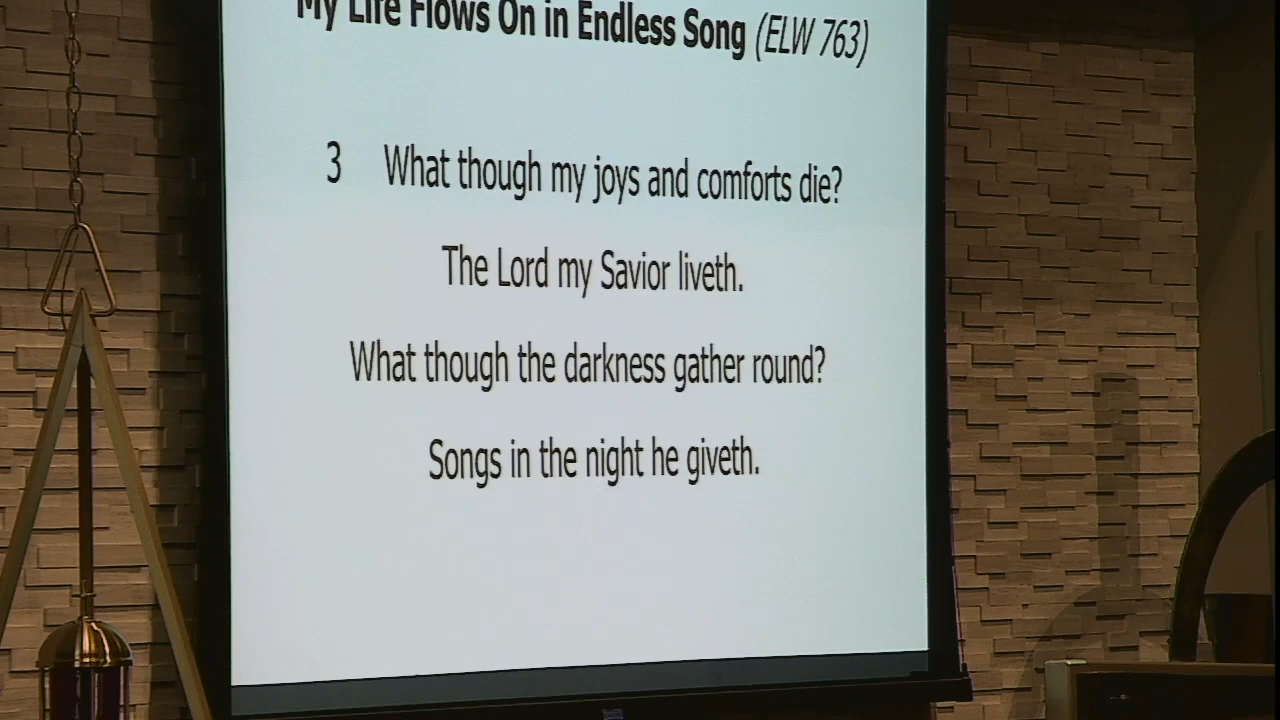 My Life Flows On in Endless Song (ELW 763)
3 What though my joys and comforts die?
The Lord my Savior liveth.
What though the darkness gather round?
Songs in the night he giveth.